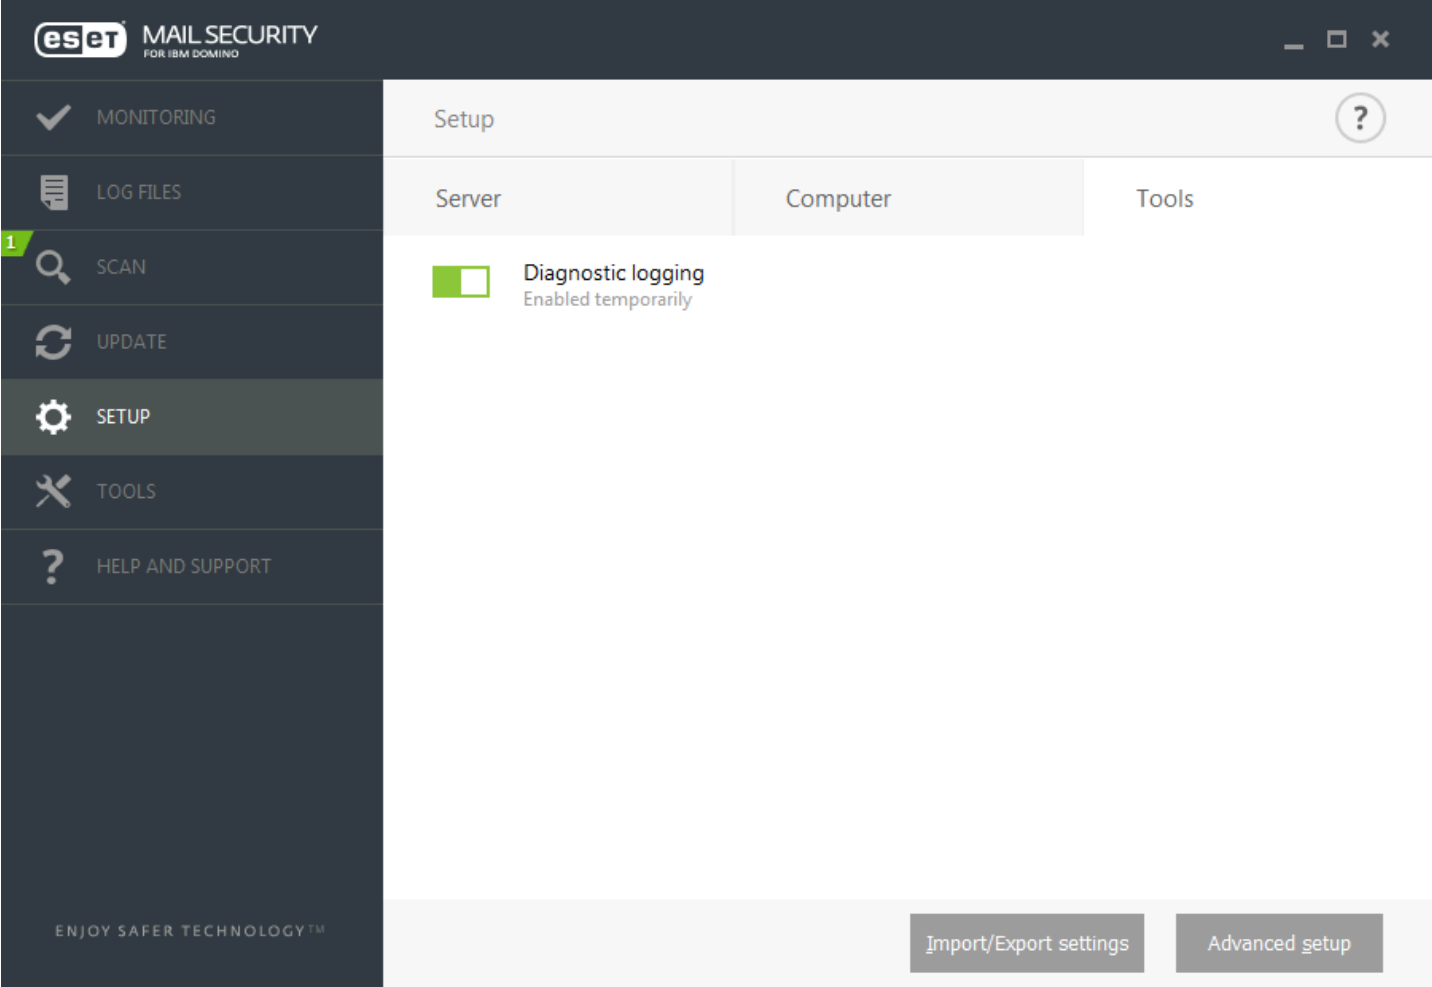 eset MAIL SECURITY
FOR IBM DOMINO
MONITORING
LOG FILES
1
SCAN
UPDATE
SETUP
TOOLS
? HELP AND SUPPORT
ENJOY SAFER TECHNOLOGY™
Setup
?
Server
Computer
Tools
Diagnostic logging
Enabled temporarily
Import/Export settings
Advanced setup